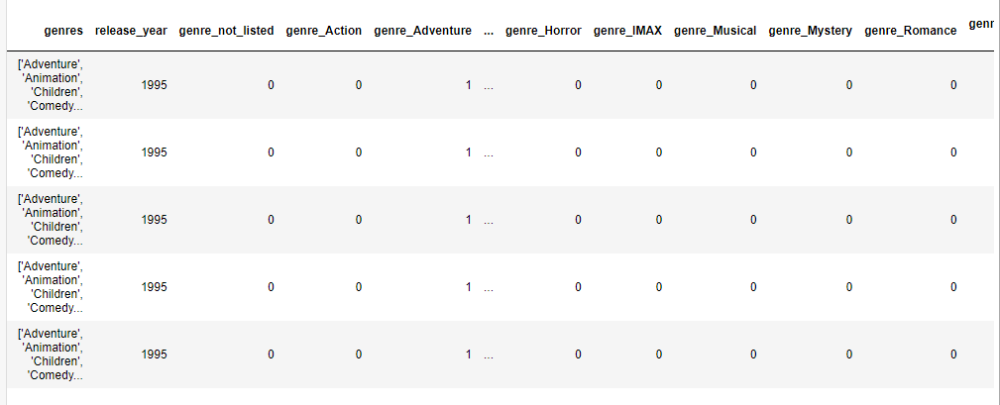 genres release_year genre_not_listed genre_Action genre_Adventure ... genre_Horror genre_IMAX genre_Musical genre_Mystery genre_Romance genr
['Adventure',
'Animation',
'Children',
'Comedy...
1995 0 0 1 ... 0 0 0 0 0
['Adventure',
'Animation',
'Children',
'Comedy...
1995 0 0 1 ... 0 0 0 0 0
['Adventure',
'Animation',
'Children',
'Comedy...
1995 0 0 1 ... 0 0 0 0 0
['Adventure',
'Animation',
'Children',
'Comedy...
1995 0 0 1 ... 0 0 0 0 0
['Adventure',
'Animation',
'Children',
'Comedy...
1995 0 0 1 ... 0 0 0 0 0